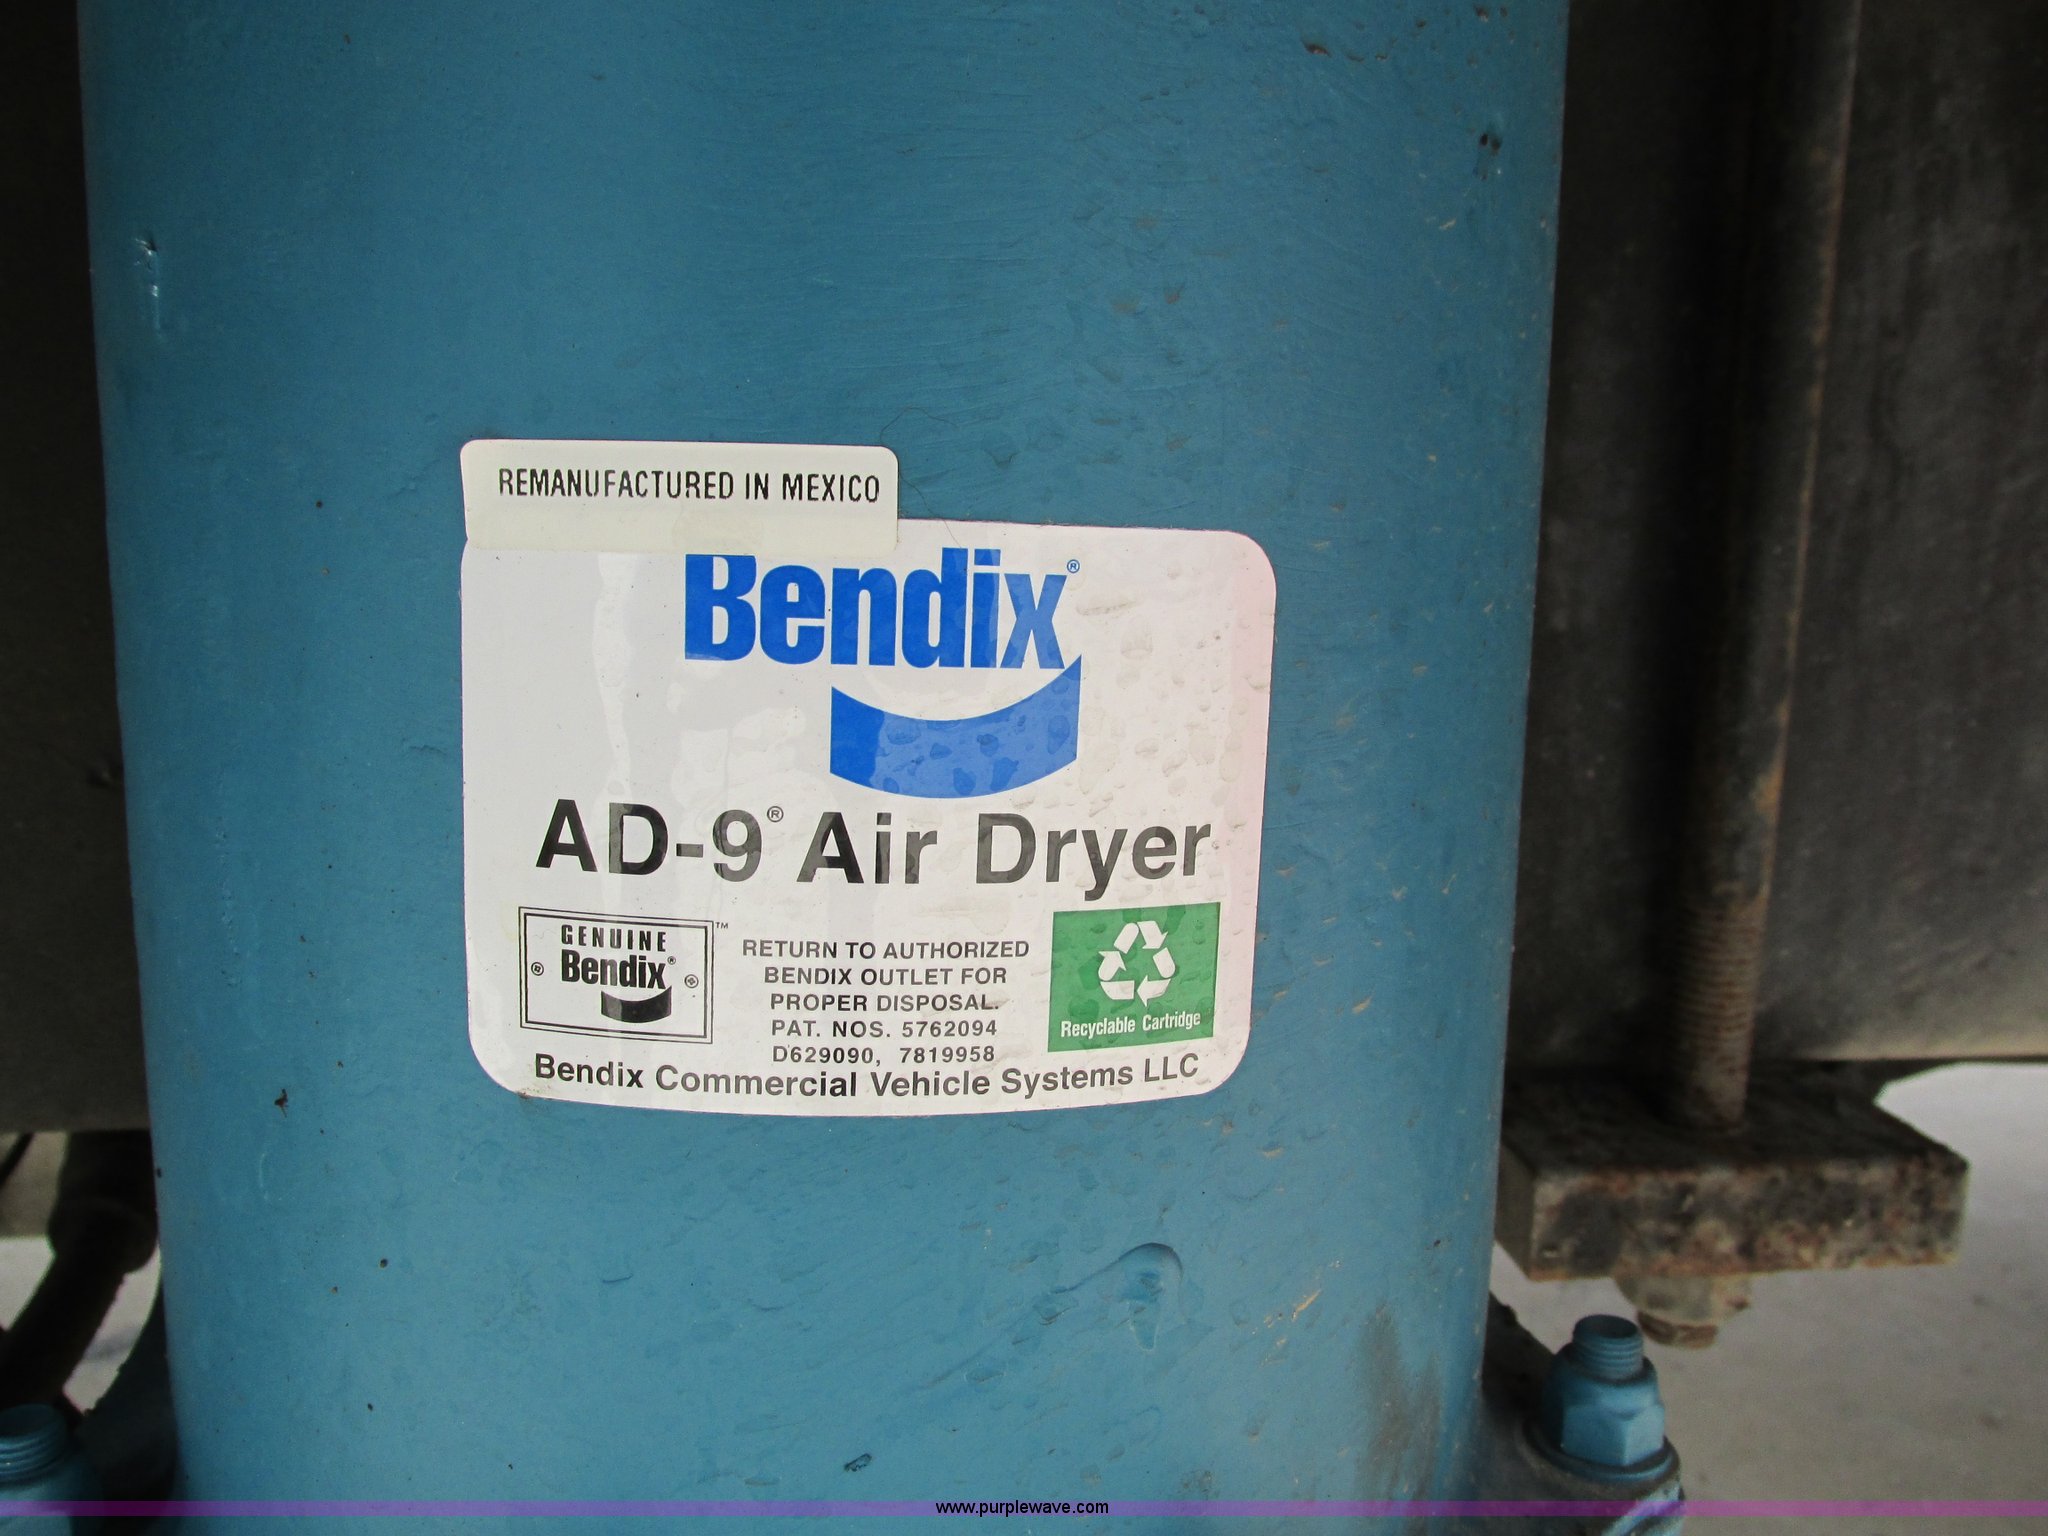 REMANUFACTURED IN MEXICO
Bendix®
AD-9® Air Dryer
GENUINE
Bendix®
™
RETURN TO AUTHORIZED
BENDIX OUTLET FOR
PROPER DISPOSAL.
PAT. NOS. 5762094
D629090, 7819958
Recyclable Cartridge
Bendix Commercial Vehicle Systems LLC
www.purplewave.com